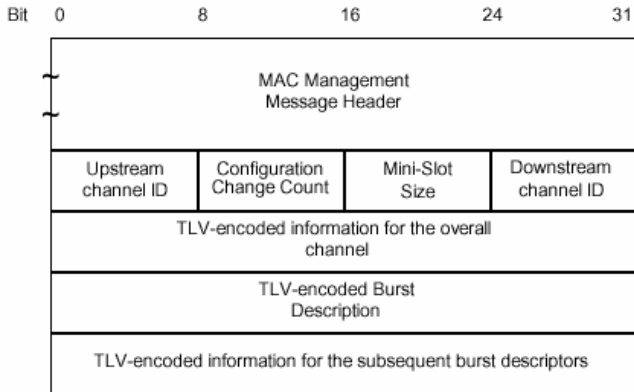 Bit 0 8 16 24 31
MAC Management
Message Header
Upstream channel ID
Configuration Change Count
Mini-Slot Size
Downstream channel ID
TLV-encoded information for the overall
channel
TLV-encoded Burst
Description
TLV-encoded information for the subsequent burst descriptors